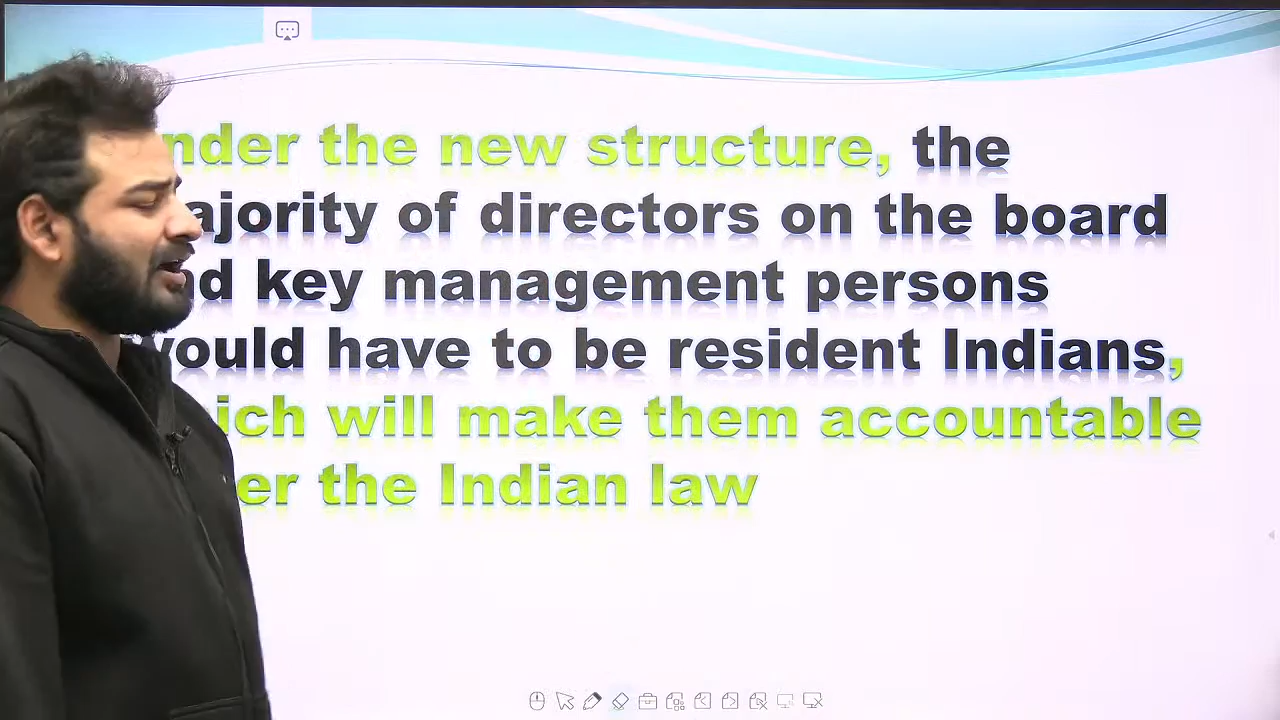 nder the new structure, the
ajority of directors on the board
d key management persons
would have to be resident Indians,
ich will make them accountable
er the Indian law